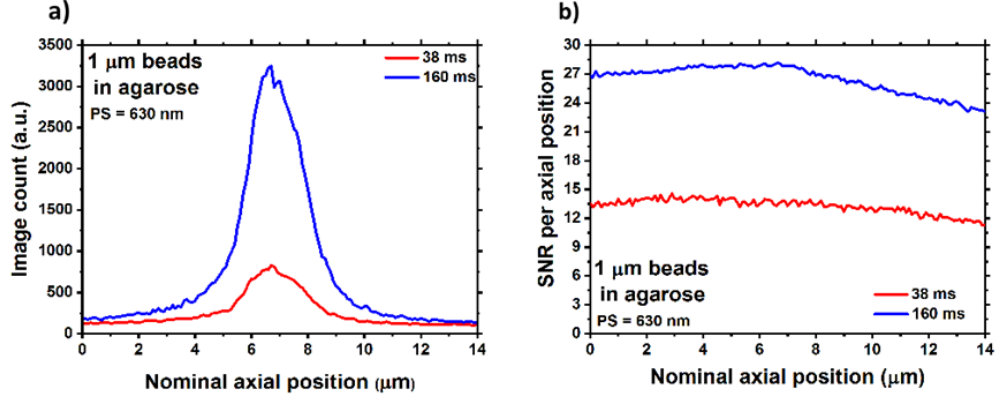 a)
3500
3000
2500
2000
1500
1000
500
0
Image count (a.u.)
1 μm beads
in agarose
PS = 630 nm
38 ms
160 ms
0 2 4 6 8 10 12 14
Nominal axial position (μm)
b)
30
27
24
21
18
15
12
9
6
3
0
SNR per axial position
1 μm beads
in agarose
PS = 630 nm
38 ms
160 ms
0 2 4 6 8 10 12 14
Nominal axial position (μm)